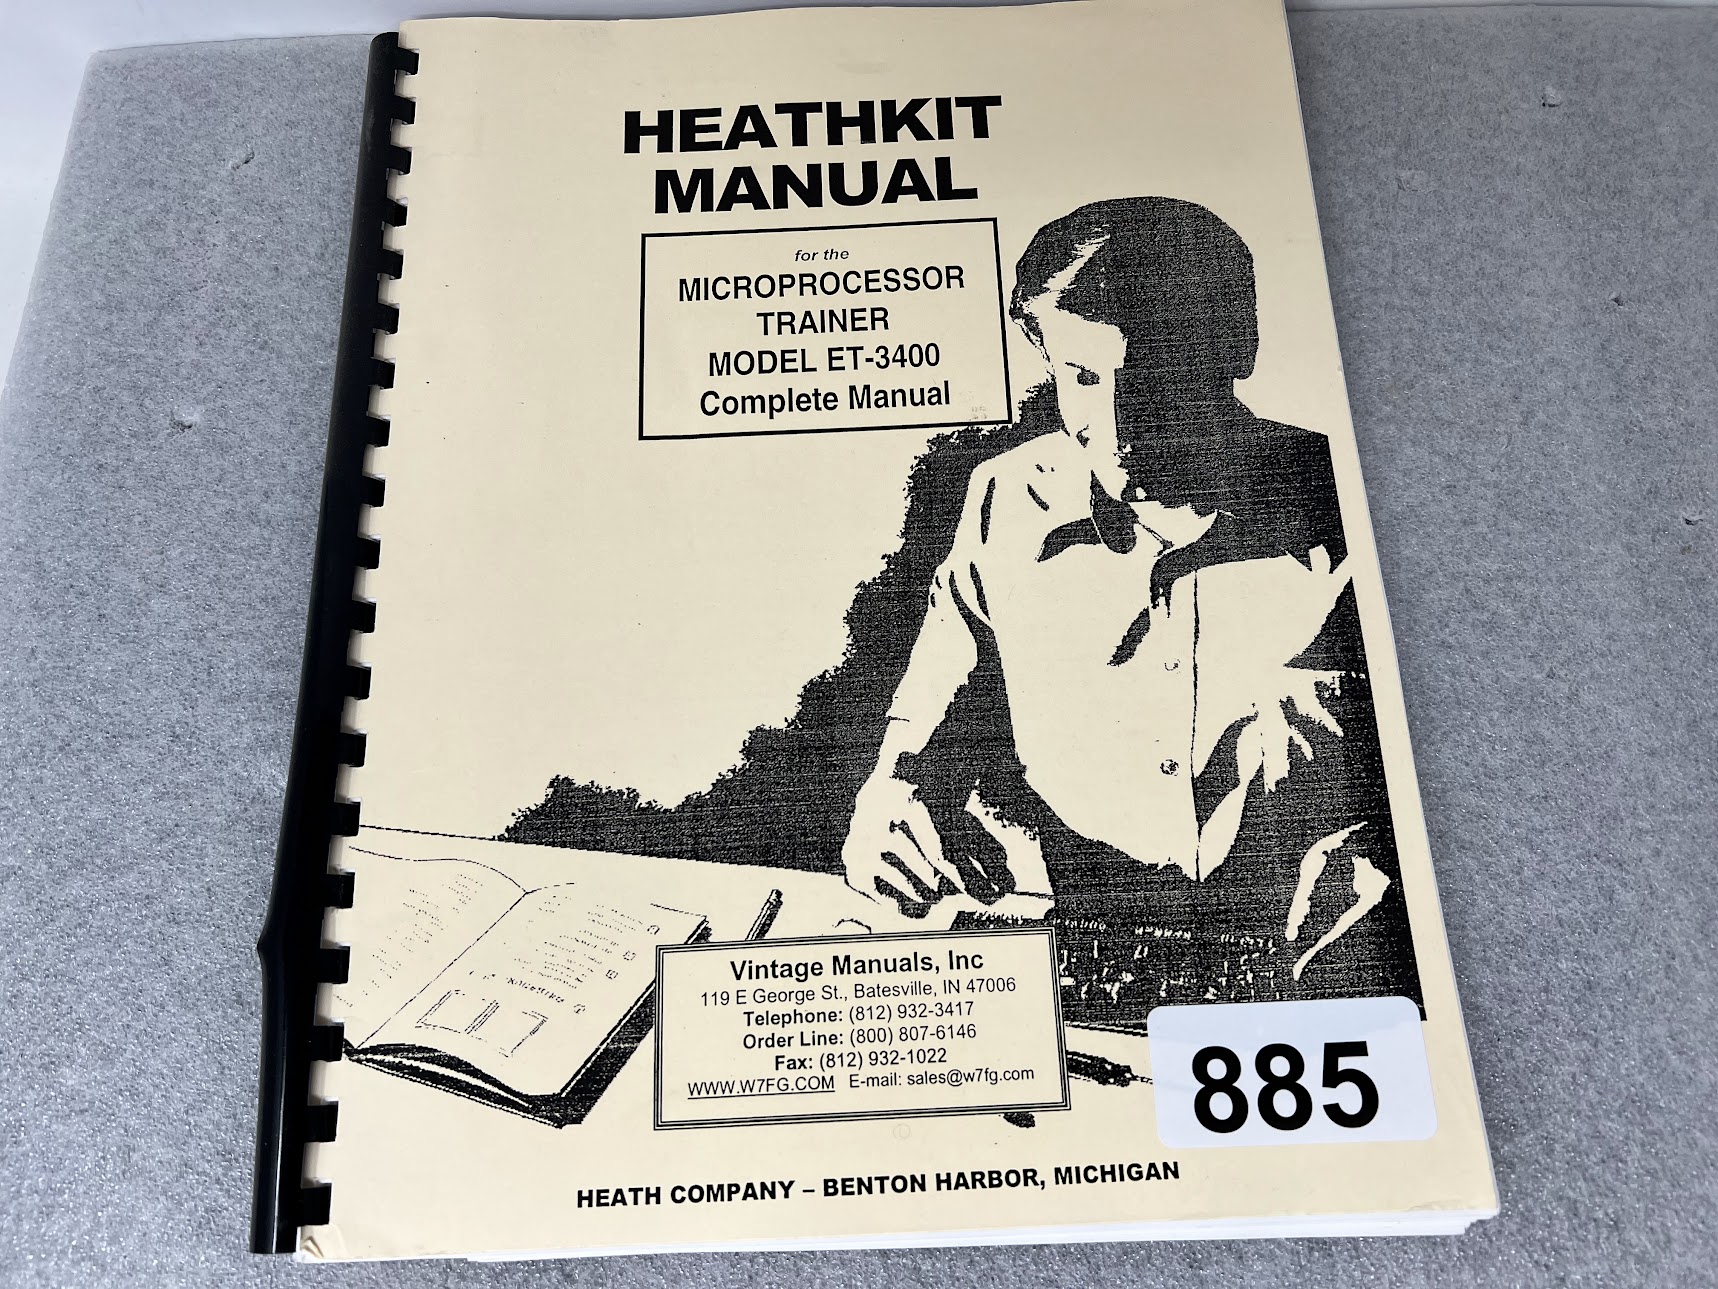 HEATHKIT
MANUAL
for the
MICROPROCESSOR
TRAINER
MODEL ET-3400
Complete Manual
Vintage Manuals, Inc
119 E George St., Batesville, IN 47006
Telephone: (812) 932-3417
Order Line: (800) 807-6146
Fax: (812) 932-1022
WWW.W7FG.COM E-mail: sales@w7fg.com
885
HEATH COMPANY – BENTON HARBOR, MICHIGAN